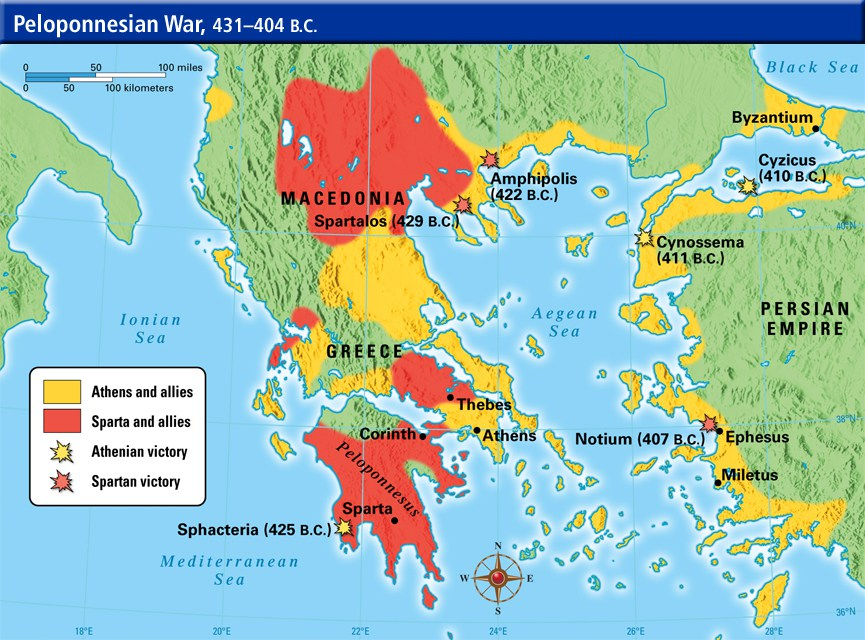 Peloponnesian War, 431–404 B.C.
0 50 100 miles
0 50 100 kilometers
Black Sea
Byzantium
Cyzicus
(410 B.C.)
Amphipolis
(422 B.C.)
MACEDONIA
Spartalos (429 B.C.)
40°N
Cynossema
(411 B.C.)
Ionian
Sea
Aegean
Sea
PERSIAN
EMPIRE
GREECE
Athens and allies
Sparta and allies
Athenian victory
Spartan victory
Thebes
38°N
Corinth
Athens
Notium (407 B.C.)
Ephesus
Peloponnesus
Miletus
Sparta
Sphacteria (425 B.C.)
Mediterranean
Sea
N
W E
S
36°N
18°E 20°E 22°E 24°E 26°E 28°E